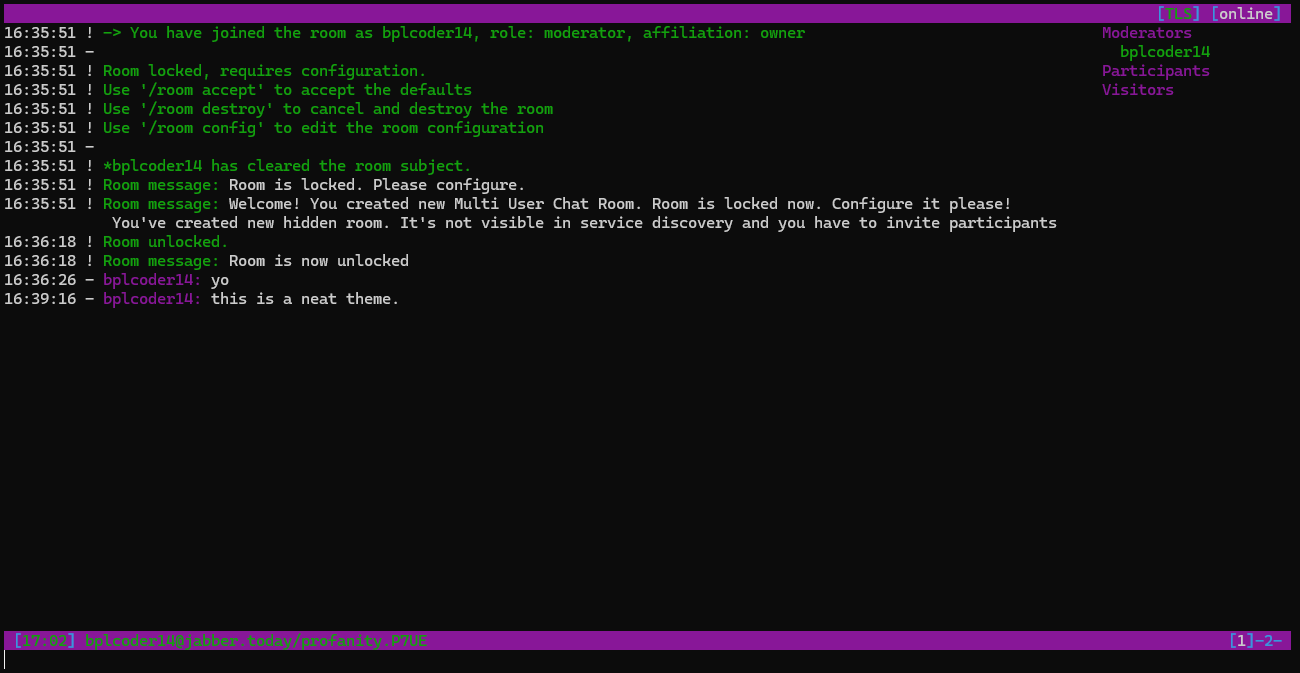 [TLS] [online]
16:35:51 ! -> You have joined the room as bplcoder14, role: moderator, affiliation: owner
Moderators
16:35:51 -
bplcoder14
16:35:51 ! Room locked, requires configuration.
Participants
16:35:51 ! Use '/room accept' to accept the defaults
Visitors
16:35:51 ! Use '/room destroy' to cancel and destroy the room
16:35:51 ! Use '/room config' to edit the room configuration
16:35:51 -
16:35:51 ! *bplcoder14 has cleared the room subject.
16:35:51 ! Room message: Room is locked. Please configure.
16:35:51 ! Room message: Welcome! You created new Multi User Chat Room. Room is locked now. Configure it please!
You've created new hidden room. It's not visible in service discovery and you have to invite participants
16:36:18 ! Room unlocked.
16:36:18 ! Room message: Room is now unlocked
16:36:26 - bplcoder14: yo
16:39:16 - bplcoder14: this is a neat theme.
[17:02] bplcoder14@jabber.today/profanity.P7UE
[1]-2-